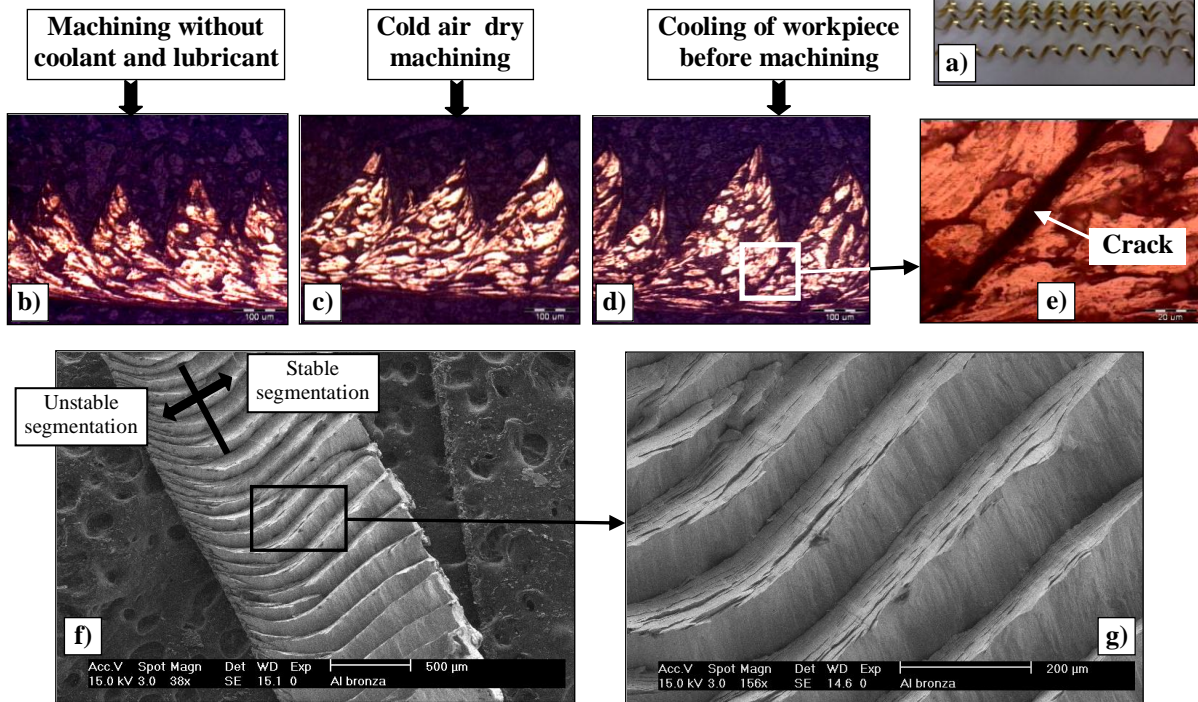 Machining without
coolant and lubricant
Cold air dry
machining
Cooling of workpiece
before machining
a)
b)
100 um
c)
100 um
d)
100 um
Crack
e)
20 um
Unstable
segmentation
Stable
segmentation
f)
Acc.V Spot Magn Det WD Exp 500 µm
15.0 kV 3.0 38x SE 15.1 0 Al bronza
g)
Acc.V Spot Magn Det WD Exp 200 µm
15.0 kV 3.0 156x SE 14.6 0 Al bronza